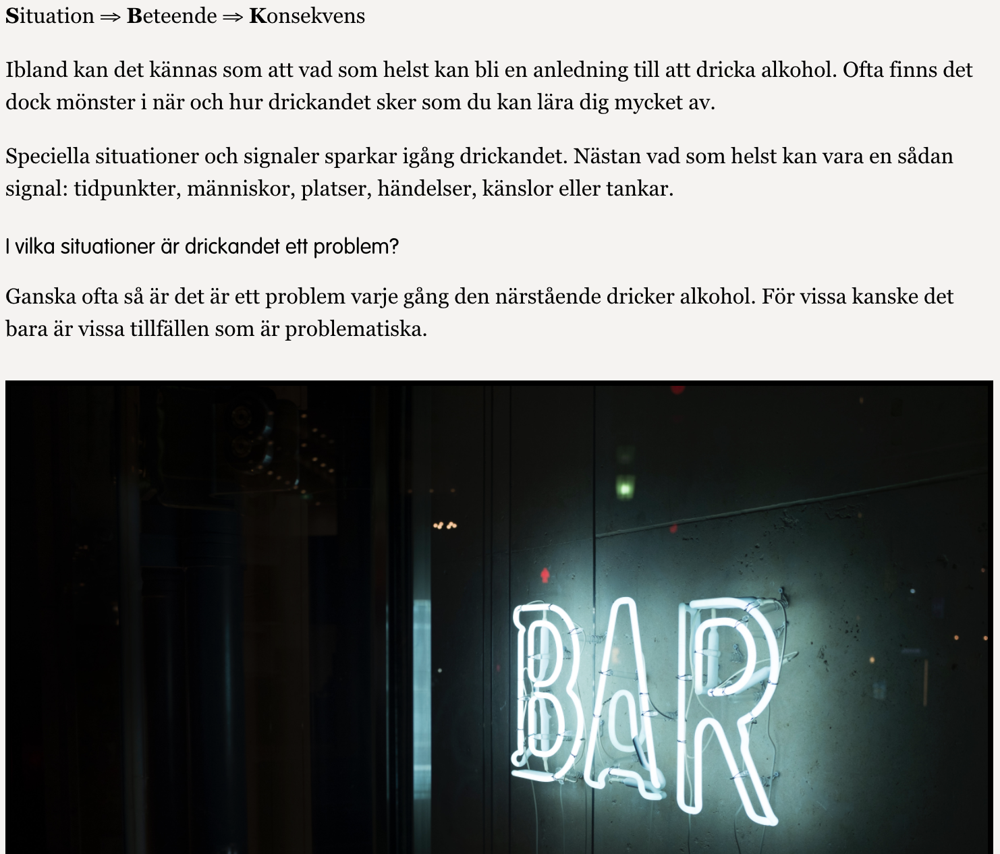 Situation ⇒ Beteende ⇒ Konsekvens
Ibland kan det kännas som att vad som helst kan bli en anledning till att dricka alkohol. Ofta finns det
dock mönster i när och hur drickandet sker som du kan lära dig mycket av.
Speciella situationer och signaler sparkar igång drickandet. Nästan vad som helst kan vara en sådan
signal: tidpunkter, människor, platser, händelser, känslor eller tankar.
I vilka situationer är drickandet ett problem?
Ganska ofta så är det är ett problem varje gång den närstående dricker alkohol. För vissa kanske det
bara är vissa tillfällen som är problematiska.
BAR